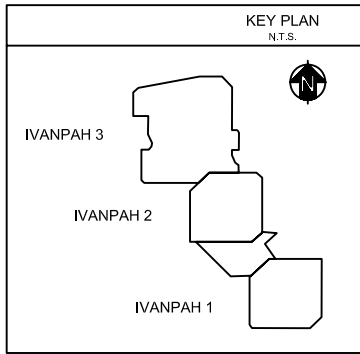 KEY PLAN
N.T.S.
N
IVANPAH 3
IVANPAH 2
IVANPAH 1